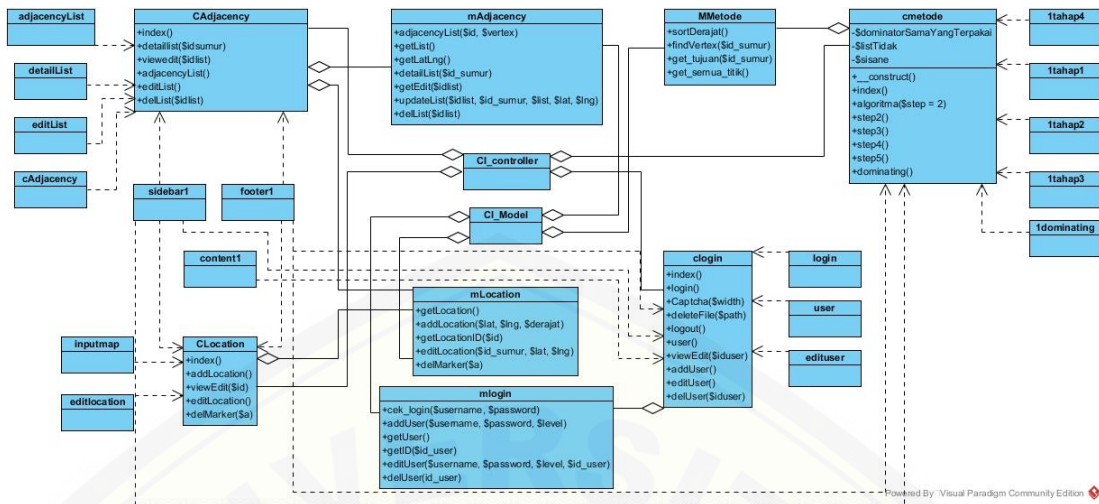 adjacencyList
detailList
editList
cAdjacency
CAdjacency
+index()
+detaillist($idsumur)
+viewedit($idlist)
+adjacencyList()
+editList()
+delList($idlist)
mAdjacency
+adjacencyList($id, $vertex)
+getList()
+getLatLng()
+detailList($id_sumur)
+getEdit($idlist)
+updateList($idlist, $id_sumur, $list, $lat, $lng)
+delList($idlist)
MMetode
+sortDerajat()
+findVertex($id_sumur)
+get_tujuan($id_sumur)
+get_semua_titik()
cmetode
-$dominatorSamaYangTerpakai
-$listTidak
-$sisane
+__construct()
+index()
+algoritma($step = 2)
+step2()
+step3()
+step4()
+step5()
+dominating()
1tahap4
1tahap1
1tahap2
1tahap3
1dominating
CI_controller
CI_Model
sidebar1
footer1
content1
inputmap
editlocation
CLocation
+index()
+addLocation()
+viewEdit($id)
+editLocation()
+delMarker($a)
mLocation
+getLocation()
+addLocation($lat, $lng, $derajat)
+getLocationID($id)
+editLocation($id_sumur, $lat, $lng)
+delMarker($a)
mlogin
+cek_login($username, $password)
+addUser($username, $password, $level)
+getUser()
+getID($id_user)
+editUser($username, $password, $level, $id_user)
+delUser(id_user)
clogin
+index()
+login()
+Captcha($width)
+deleteFile($path)
+logout()
+user()
+viewEdit($iduser)
+addUser()
+editUser()
+delUser($iduser)
login
user
edituser
Powered By Visual Paradigm Community Edition